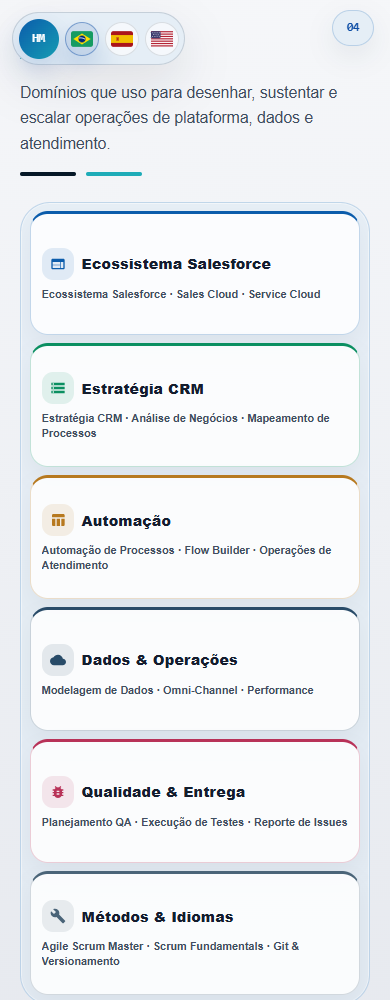 HM
04
Domínios que uso para desenhar, sustentar e
escalar operações de plataforma, dados e
atendimento.
Ecossistema Salesforce
Ecossistema Salesforce · Sales Cloud · Service Cloud
Estratégia CRM
Estratégia CRM · Análise de Negócios · Mapeamento de
Processos
Automação
Automação de Processos · Flow Builder · Operações de
Atendimento
Dados & Operações
Modelagem de Dados · Omni-Channel · Performance
Qualidade & Entrega
Planejamento QA · Execução de Testes · Reporte de Issues
Métodos & Idiomas
Agile Scrum Master · Scrum Fundamentals · Git &
Versionamento